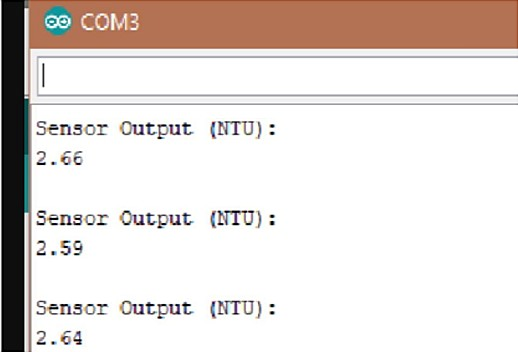 COM3
Sensor Output (NTU):
2.66
Sensor Output (NTU):
2.59
Sensor Output (NTU):
2.64